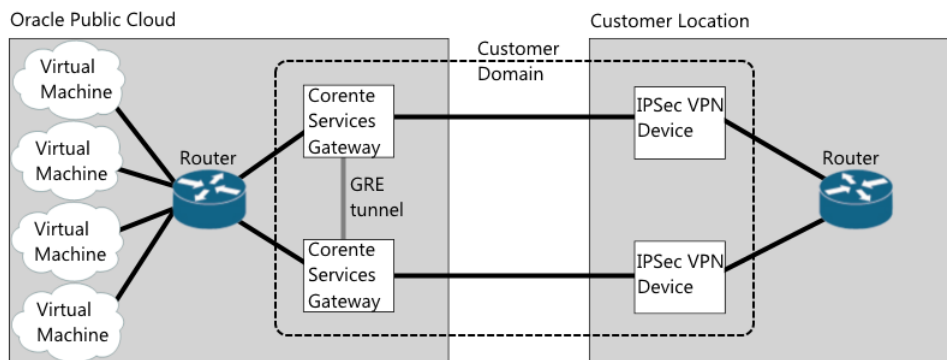 Oracle Public Cloud
Customer Location
Virtual
Machine
Virtual
Machine
Virtual
Machine
Virtual
Machine
Router
Corente
Services
Gateway
GRE
tunnel
Corente
Services
Gateway
Customer
Domain
IPSec VPN
Device
IPSec VPN
Device
Router